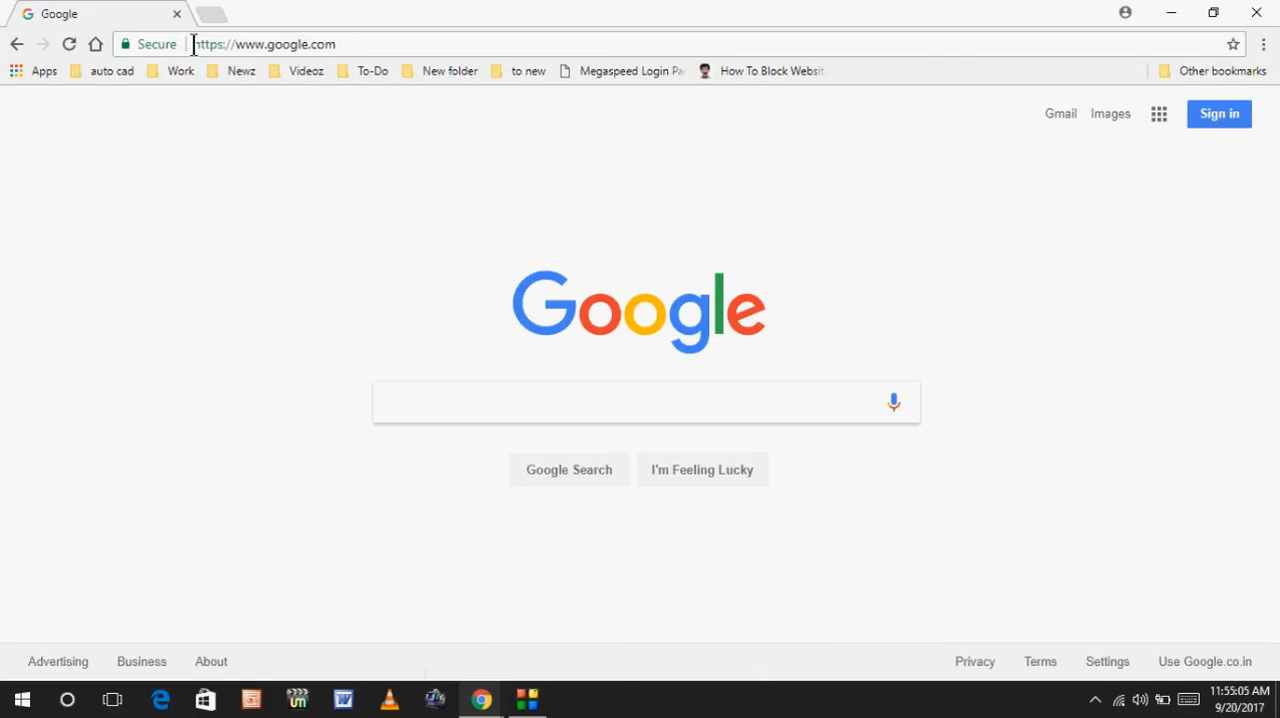 Google
Secure https://www.google.com
Apps auto cad Work Newz Videoz To-Do New folder to new Megaspeed Login Pa How To Block Websit Other bookmarks
Gmail Images Sign in
Google
Google Search I'm Feeling Lucky
Advertising Business About Privacy Terms Settings Use Google.co.in
11:55:05 AM
9/20/2017